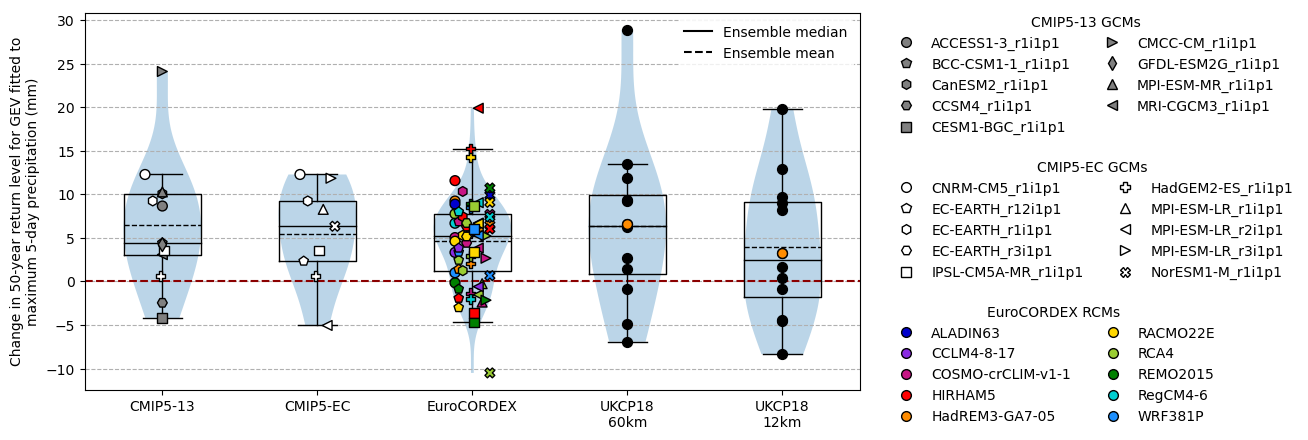 Change in 50-year return level for GEV fitted to
maximum 5-day precipitation (mm)
30
25
20
15
10
5
0
−5
−10
Ensemble median
Ensemble mean
CMIP5-13
CMIP5-EC
EuroCORDEX
UKCP18
60km
UKCP18
12km
CMIP5-13 GCMs
ACCESS1-3_r1i1p1
BCC-CSM1-1_r1i1p1
CanESM2_r1i1p1
CCSM4_r1i1p1
CESM1-BGC_r1i1p1
CMCC-CM_r1i1p1
GFDL-ESM2G_r1i1p1
MPI-ESM-MR_r1i1p1
MRI-CGCM3_r1i1p1
CMIP5-EC GCMs
CNRM-CM5_r1i1p1
EC-EARTH_r12i1p1
EC-EARTH_r1i1p1
EC-EARTH_r3i1p1
IPSL-CM5A-MR_r1i1p1
HadGEM2-ES_r1i1p1
MPI-ESM-LR_r1i1p1
MPI-ESM-LR_r2i1p1
MPI-ESM-LR_r3i1p1
NorESM1-M_r1i1p1
EuroCORDEX RCMs
ALADIN63
CCLM4-8-17
COSMO-crCLIM-v1-1
HIRHAM5
HadREM3-GA7-05
RACMO22E
RCA4
REMO2015
RegCM4-6
WRF381P